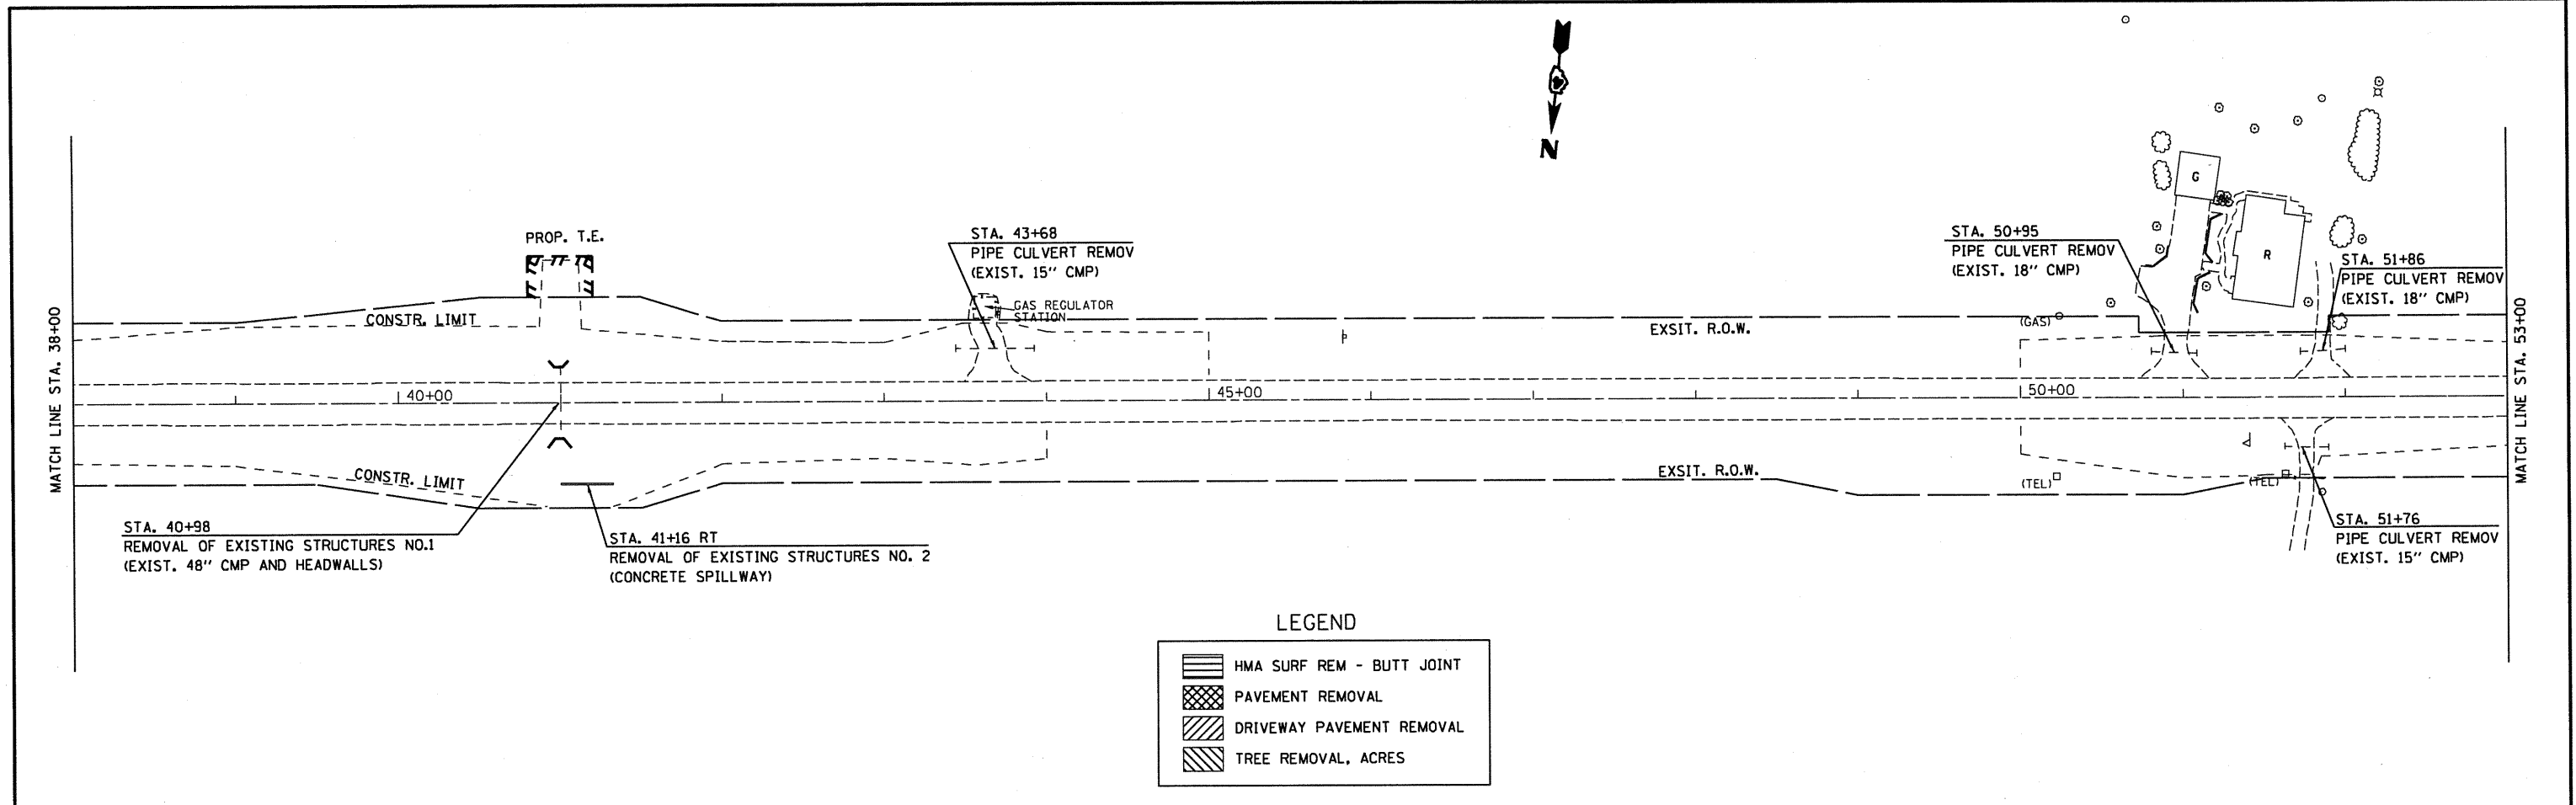 N
PROP. T.E.
STA. 43+68
PIPE CULVERT REMOV
(EXIST. 15" CMP)
GAS REGULATOR
STATION
CONSTR. LIMIT
EXSIT. R.O.W.
STA. 50+95
PIPE CULVERT REMOV
(EXIST. 18" CMP)
G
R
STA. 51+86
PIPE CULVERT REMOV
(EXIST. 18" CMP)
(GAS)
MATCH LINE STA. 38+00
40+00
45+00
50+00
MATCH LINE STA. 53+00
CONSTR. LIMIT
EXSIT. R.O.W.
(TEL)
(TEL)
STA. 40+98
REMOVAL OF EXISTING STRUCTURES NO.1
(EXIST. 48" CMP AND HEADWALLS)
STA. 41+16 RT
REMOVAL OF EXISTING STRUCTURES NO. 2
(CONCRETE SPILLWAY)
STA. 51+76
PIPE CULVERT REMOV
(EXIST. 15" CMP)
LEGEND
HMA SURF REM - BUTT JOINT
PAVEMENT REMOVAL
DRIVEWAY PAVEMENT REMOVAL
TREE REMOVAL, ACRES